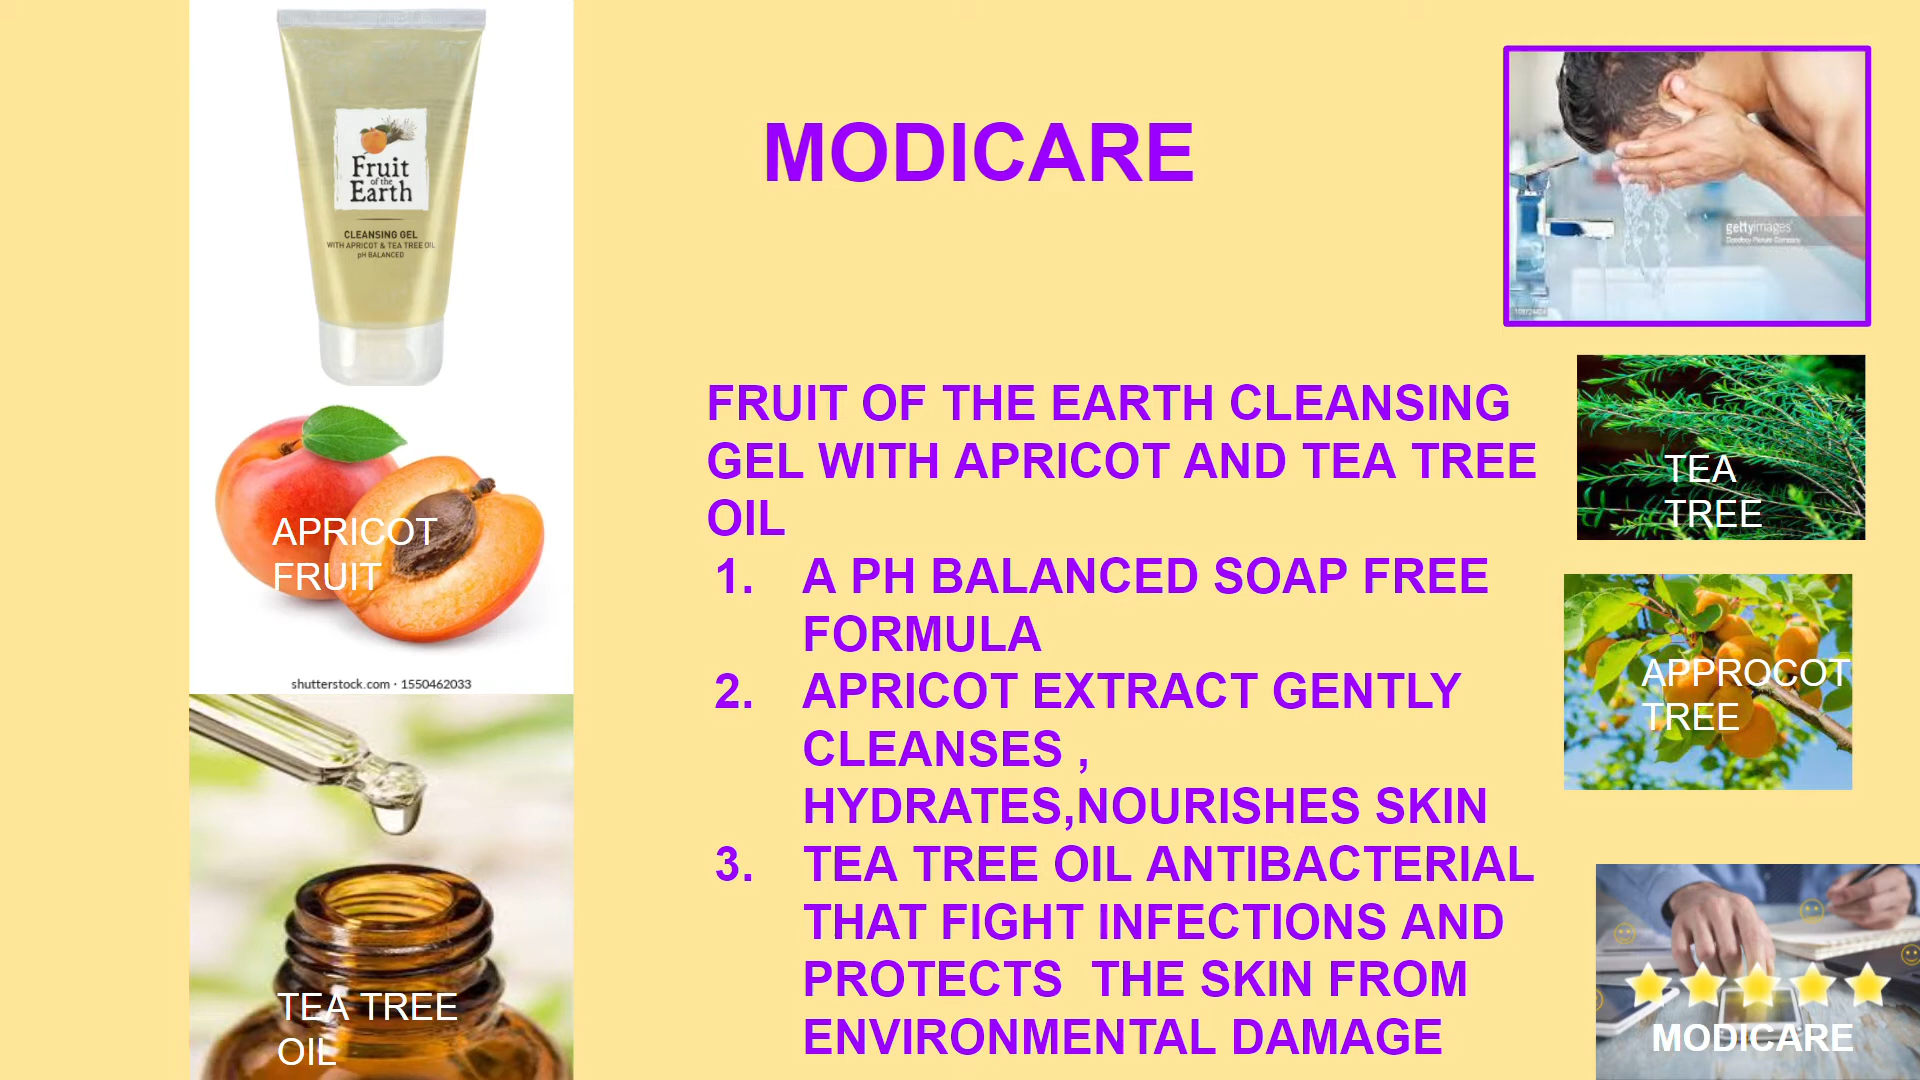 Fruit
of the
Earth
CLEANSING GEL
WITH APRICOT & TEA TREE OIL
pH BALANCED
APRICOT
FRUIT
shutterstock.com · 1550462033
TEA TREE
OIL
MODICARE
FRUIT OF THE EARTH CLEANSING
GEL WITH APRICOT AND TEA TREE
OIL
1. A PH BALANCED SOAP FREE
FORMULA
2. APRICOT EXTRACT GENTLY
CLEANSES ,
HYDRATES,NOURISHES SKIN
3. TEA TREE OIL ANTIBACTERIAL
THAT FIGHT INFECTIONS AND
PROTECTS  THE SKIN FROM
ENVIRONMENTAL DAMAGE
gettyimages
TEA
TREE
APPROCOT
TREE
MODICARE